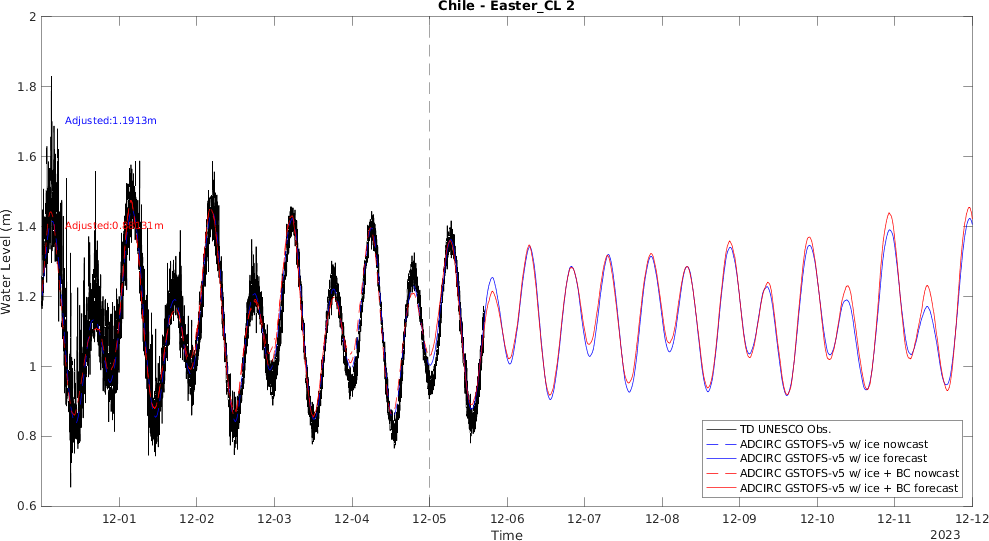 Chile - Easter_CL 2
2
1.8
1.6
1.4
1.2
1
0.8
0.6
Water Level (m)
Adjusted:1.1913m
12-01
12-02
12-03
12-04
12-05
12-06
12-07
12-08
12-09
12-10
12-11
12-12
Time
2023
TD UNESCO Obs.
ADCIRC GSTOFS-v5 w/ ice nowcast
ADCIRC GSTOFS-v5 w/ ice forecast
ADCIRC GSTOFS-v5 w/ ice + BC nowcast
ADCIRC GSTOFS-v5 w/ ice + BC forecast